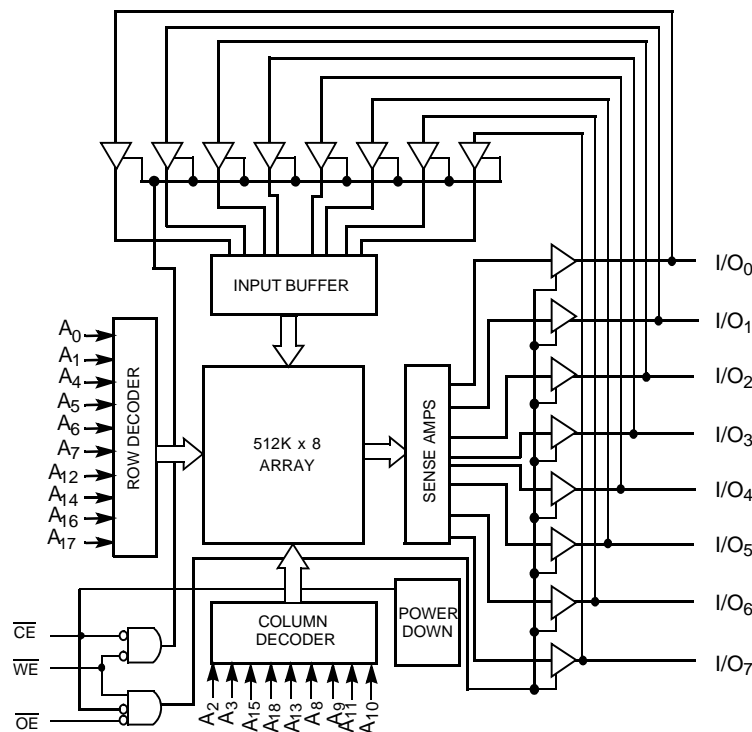 INPUT BUFFER
I/O0
I/O1
I/O2
I/O3
I/O4
I/O5
I/O6
I/O7
A0
A1
A4
A5
A6
A7
A12
A14
A16
A17
ROW DECODER
512K x 8
ARRAY
SENSE AMPS
COLUMN
DECODER
POWER
DOWN
CE
WE
OE
A2
A3
A15
A18
A13
A8
A9
A11
A10